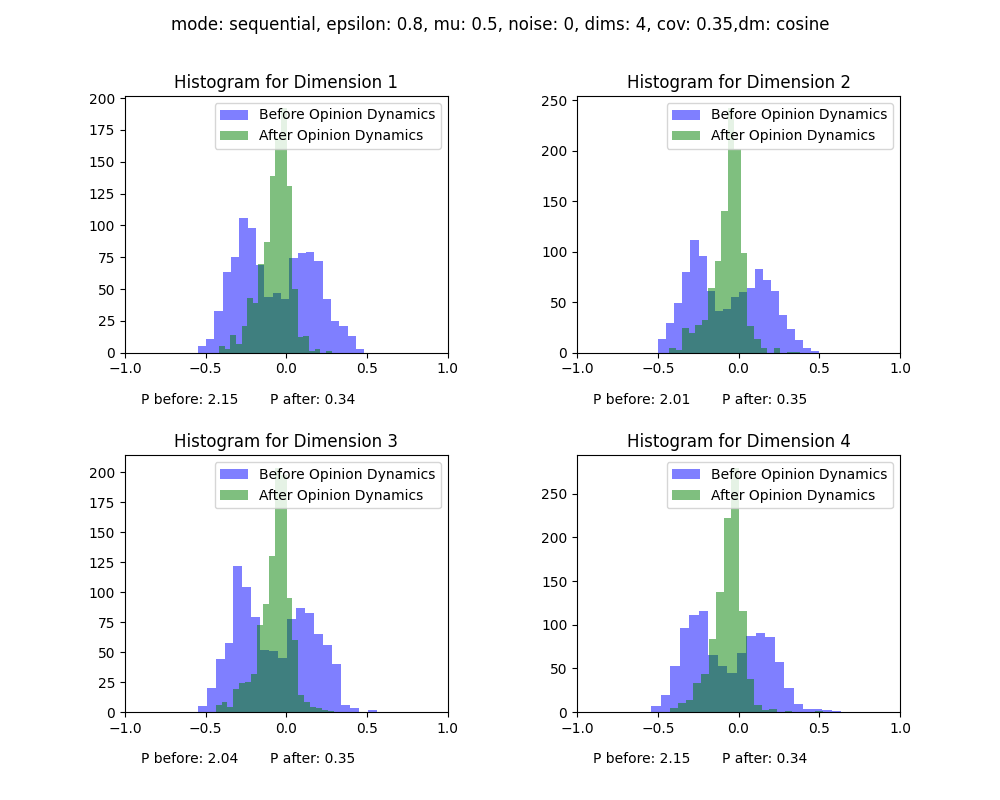 mode: sequential, epsilon: 0.8, mu: 0.5, noise: 0, dims: 4, cov: 0.35,dm: cosine
Histogram for Dimension 1
Before Opinion Dynamics
After Opinion Dynamics
200
175
150
125
100
75
50
25
0
−1.0 −0.5 0.0 0.5 1.0
P before: 2.15 P after: 0.34
Histogram for Dimension 2
Before Opinion Dynamics
After Opinion Dynamics
250
200
150
100
50
0
−1.0 −0.5 0.0 0.5 1.0
P before: 2.01 P after: 0.35
Histogram for Dimension 3
Before Opinion Dynamics
After Opinion Dynamics
200
175
150
125
100
75
50
25
0
−1.0 −0.5 0.0 0.5 1.0
P before: 2.04 P after: 0.35
Histogram for Dimension 4
Before Opinion Dynamics
After Opinion Dynamics
250
200
150
100
50
0
−1.0 −0.5 0.0 0.5 1.0
P before: 2.15 P after: 0.34